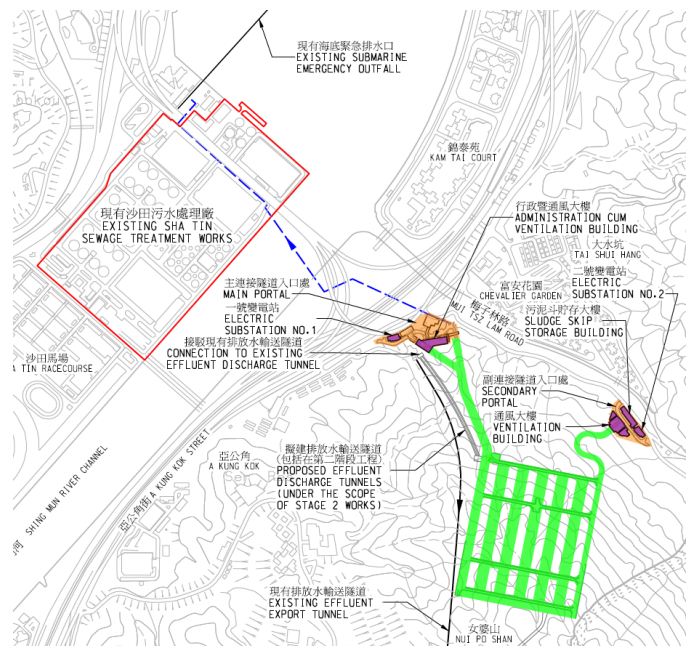 現有海底緊急排水口
EXISTING SUBMARINE
EMERGENCY OUTFALL
錦泰苑
KAM TAI COURT
現有沙田污水處理廠
EXISTING SHA TIN
SEWAGE TREATMENT WORKS
行政暨通風大樓
ADMINISTRATION CUM
VENTILATION BUILDING
大水坑
TAI SHUI HANG
二號變電站
ELECTRIC
SUBSTATION NO.2
富安花園
CHEVALIER GARDEN
梅子林路
MUI TSZ LAM ROAD
污泥斗貯存大樓
SLUDGE SKIP
STORAGE BUILDING
主連接隧道入口處
MAIN PORTAL
一號變電站
ELECTRIC
SUBSTATION NO.1
接駁現有排放水輸送隧道
CONNECTION TO EXISTING
EFFLUENT DISCHARGE TUNNEL
沙田馬場
A TIN RACECOURSE
副連接隧道入口處
SECONDARY
PORTAL
通風大樓
VENTILATION
BUILDING
亞公角
A KUNG KOK
亞公角街 A KUNG KOK STREET
河 SHING MUN RIVER CHANNEL
擬建排放水輸送隧道
(包括在第二階段工程)
PROPOSED EFFLUENT
DISCHARGE TUNNELS
(UNDER THE SCOPE
OF STAGE 2 WORKS)
現有排放水輸送隧道
EXISTING EFFLUENT
EXPORT TUNNEL
女婆山
NUI PO SHAN